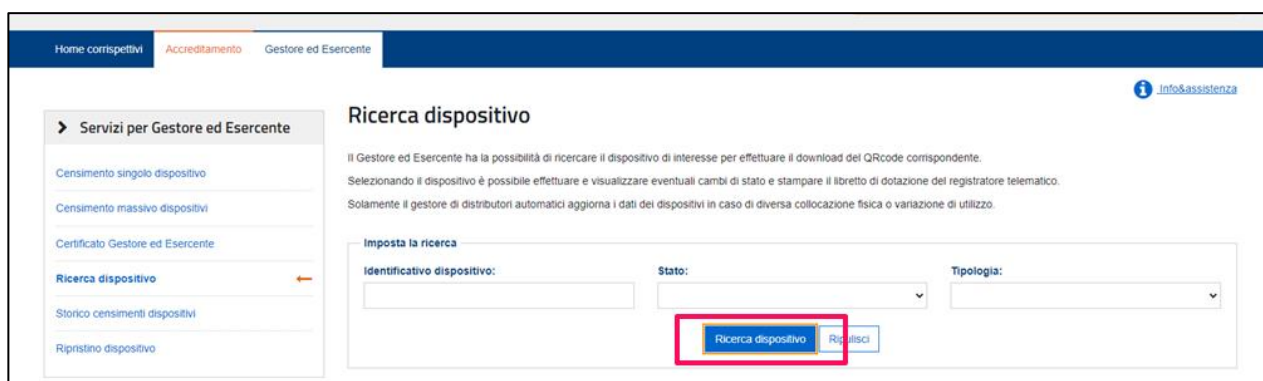 Home corrispettivi Accreditamento Gestore ed Esercente
Info&assistenza
Servizi per Gestore ed Esercente
Censimento singolo dispositivo
Censimento massivo dispositivi
Certificato Gestore ed Esercente
Ricerca dispositivo
Storico censimenti dispositivi
Ripristino dispositivo
Ricerca dispositivo
Il Gestore ed Esercente ha la possibilità di ricercare il dispositivo di interesse per effettuare il download del QRcode corrispondente.
Selezionando il dispositivo è possibile effettuare e visualizzare eventuali cambi di stato e stampare il libretto di dotazione del registratore telematico.
Solamente il gestore di distributori automatici aggiorna i dati dei dispositivi in caso di diversa collocazione fisica o variazione di utilizzo.
Imposta la ricerca
Identificativo dispositivo: Stato: Tipologia:
Ricerca dispositivo Ripulisci